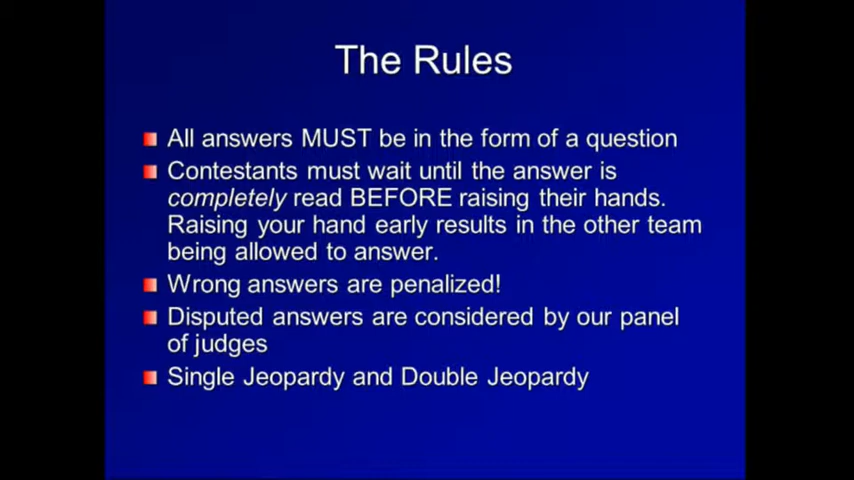 The Rules
All answers MUST be in the form of a question
Contestants must wait until the answer is
completely read BEFORE raising their hands.
Raising your hand early results in the other team
being allowed to answer.
Wrong answers are penalized!
Disputed answers are considered by our panel
of judges
Single Jeopardy and Double Jeopardy